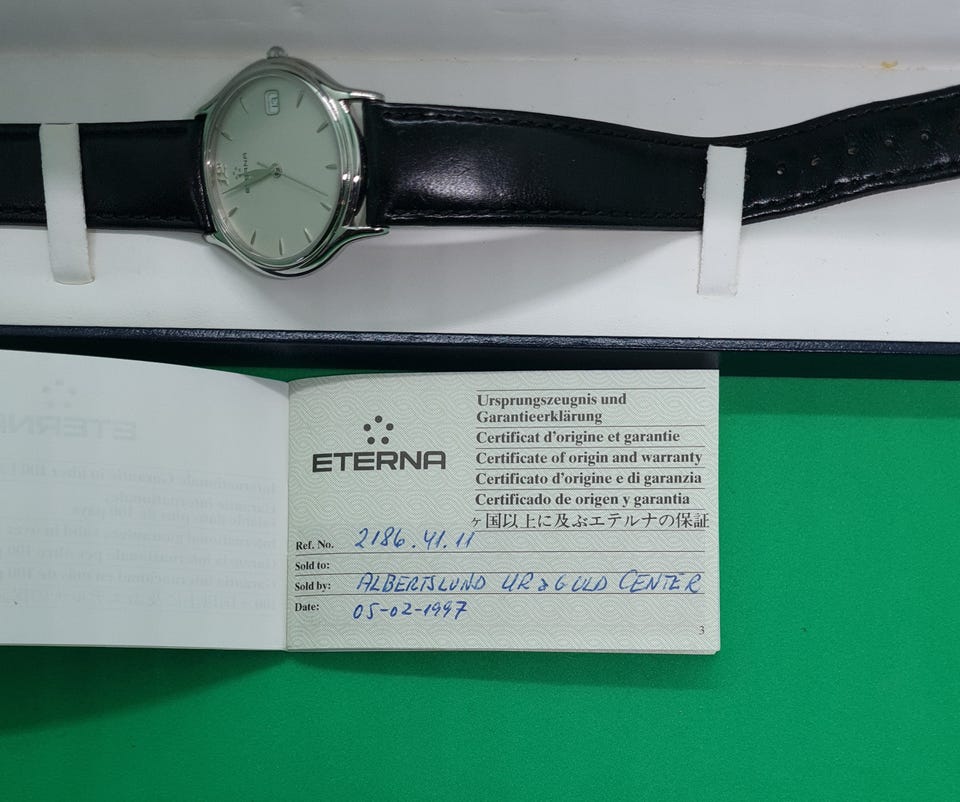 ETERNA
Ursprungszeugnis und
Garantieerklärung
Certificat d'origine et garantie
Certificate of origin and warranty
Certificato d'origine e di garanzia
Certificado de origen y garantia
ヶ国以上に及ぶエテルナの保証
Ref. No. 2186.41.11
Sold to:
Sold by: ALBERTSLUND UR & GULD CENTER
Date: 05-02-1997
3